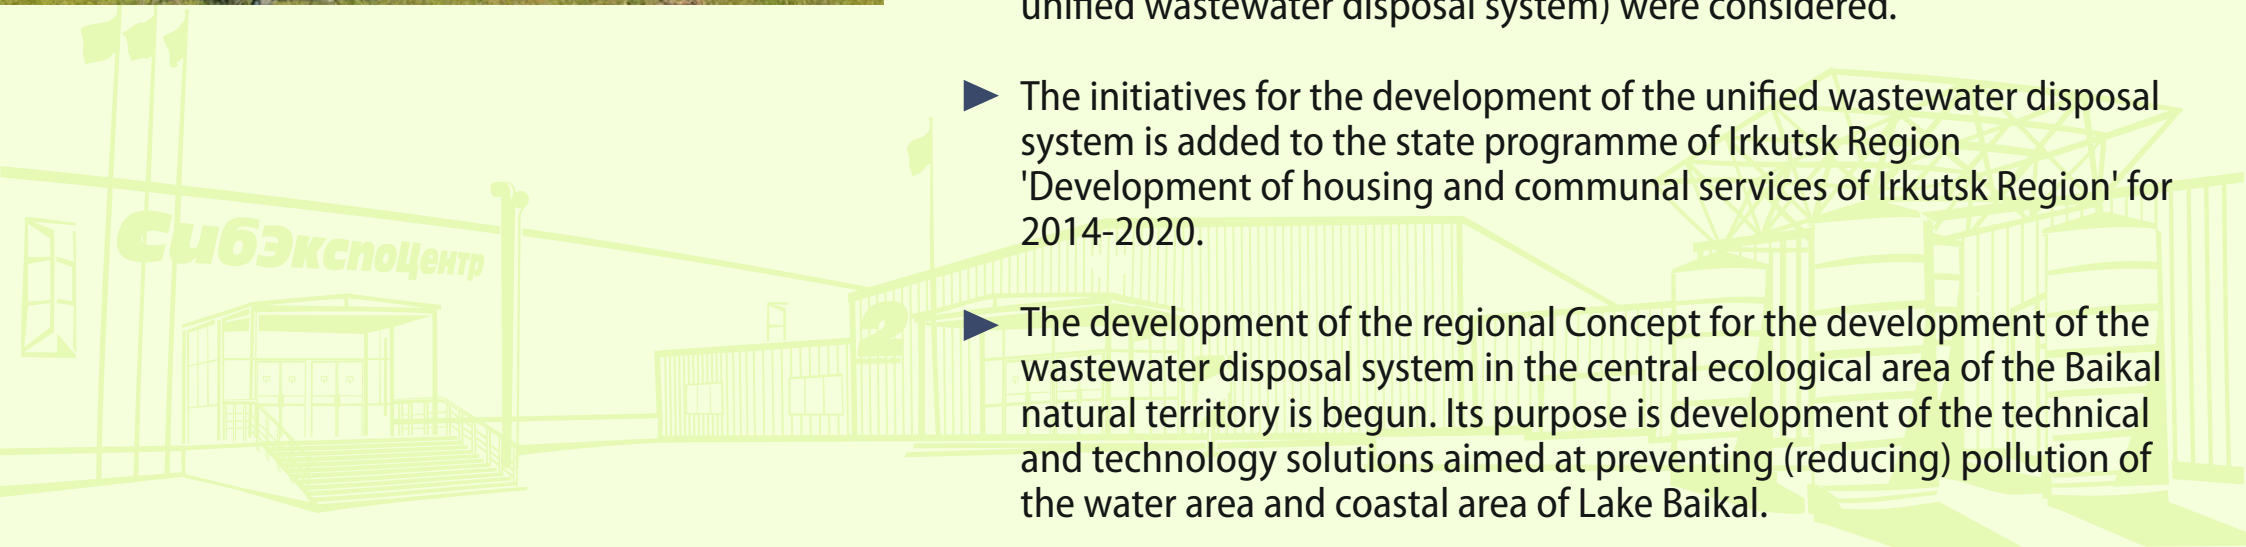 unified wastewater disposal system) were considered.
The initiatives for the development of the unified wastewater disposal
system is added to the state programme of Irkutsk Region
'Development of housing and communal services of Irkutsk Region' for
2014-2020.
The development of the regional Concept for the development of the
wastewater disposal system in the central ecological area of the Baikal
natural territory is begun. Its purpose is development of the technical
and technology solutions aimed at preventing (reducing) pollution of
the water area and coastal area of Lake Baikal.
СибЭкспоЦентр
2